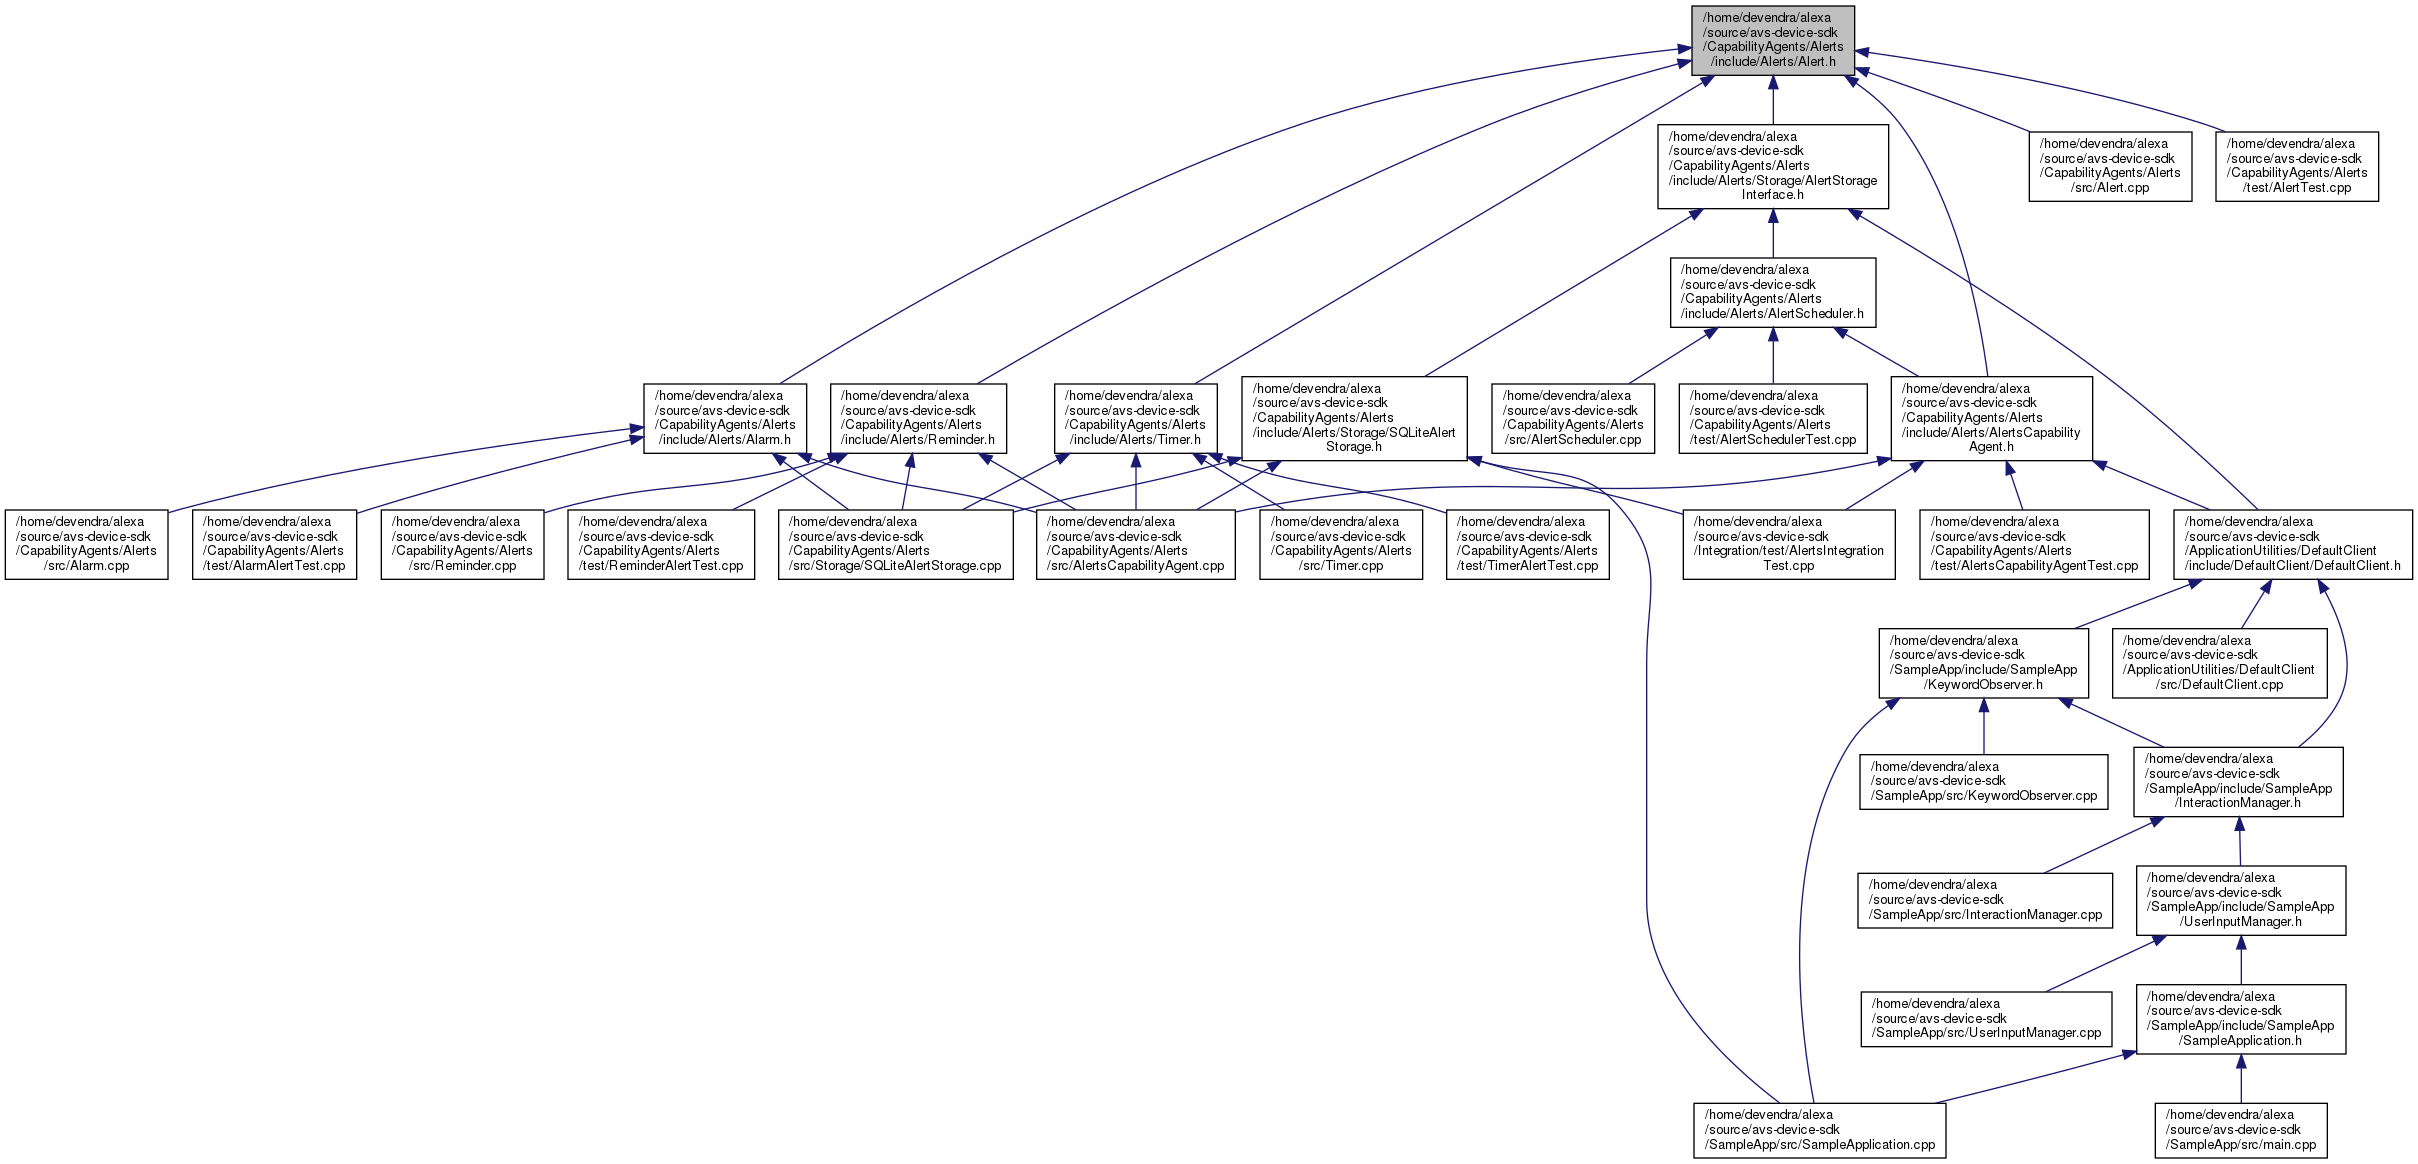 /home/devendra/alexa
/source/avs-device-sdk
/CapabilityAgents/Alerts
/include/Alerts/Alert.h
/home/devendra/alexa
/source/avs-device-sdk
/CapabilityAgents/Alerts
/include/Alerts/Storage/AlertStorage
Interface.h
/home/devendra/alexa
/source/avs-device-sdk
/CapabilityAgents/Alerts
/src/Alert.cpp
/home/devendra/alexa
/source/avs-device-sdk
/CapabilityAgents/Alerts
/test/AlertTest.cpp
/home/devendra/alexa
/source/avs-device-sdk
/CapabilityAgents/Alerts
/include/Alerts/AlertScheduler.h
/home/devendra/alexa
/source/avs-device-sdk
/CapabilityAgents/Alerts
/include/Alerts/Alarm.h
/home/devendra/alexa
/source/avs-device-sdk
/CapabilityAgents/Alerts
/include/Alerts/Reminder.h
/home/devendra/alexa
/source/avs-device-sdk
/CapabilityAgents/Alerts
/include/Alerts/Timer.h
/home/devendra/alexa
/source/avs-device-sdk
/CapabilityAgents/Alerts
/include/Alerts/Storage/SQLiteAlert
Storage.h
/home/devendra/alexa
/source/avs-device-sdk
/CapabilityAgents/Alerts
/src/AlertScheduler.cpp
/home/devendra/alexa
/source/avs-device-sdk
/CapabilityAgents/Alerts
/test/AlertSchedulerTest.cpp
/home/devendra/alexa
/source/avs-device-sdk
/CapabilityAgents/Alerts
/include/Alerts/AlertsCapability
Agent.h
/home/devendra/alexa
/source/avs-device-sdk
/CapabilityAgents/Alerts
/src/Alarm.cpp
/home/devendra/alexa
/source/avs-device-sdk
/CapabilityAgents/Alerts
/test/AlarmAlertTest.cpp
/home/devendra/alexa
/source/avs-device-sdk
/CapabilityAgents/Alerts
/src/Reminder.cpp
/home/devendra/alexa
/source/avs-device-sdk
/CapabilityAgents/Alerts
/test/ReminderAlertTest.cpp
/home/devendra/alexa
/source/avs-device-sdk
/CapabilityAgents/Alerts
/src/Storage/SQLiteAlertStorage.cpp
/home/devendra/alexa
/source/avs-device-sdk
/CapabilityAgents/Alerts
/src/AlertsCapabilityAgent.cpp
/home/devendra/alexa
/source/avs-device-sdk
/CapabilityAgents/Alerts
/src/Timer.cpp
/home/devendra/alexa
/source/avs-device-sdk
/CapabilityAgents/Alerts
/test/TimerAlertTest.cpp
/home/devendra/alexa
/source/avs-device-sdk
/Integration/test/AlertsIntegration
Test.cpp
/home/devendra/alexa
/source/avs-device-sdk
/CapabilityAgents/Alerts
/test/AlertsCapabilityAgentTest.cpp
/home/devendra/alexa
/source/avs-device-sdk
/ApplicationUtilities/DefaultClient
/include/DefaultClient/DefaultClient.h
/home/devendra/alexa
/source/avs-device-sdk
/SampleApp/include/SampleApp
/KeywordObserver.h
/home/devendra/alexa
/source/avs-device-sdk
/ApplicationUtilities/DefaultClient
/src/DefaultClient.cpp
/home/devendra/alexa
/source/avs-device-sdk
/SampleApp/src/KeywordObserver.cpp
/home/devendra/alexa
/source/avs-device-sdk
/SampleApp/include/SampleApp
/InteractionManager.h
/home/devendra/alexa
/source/avs-device-sdk
/SampleApp/src/InteractionManager.cpp
/home/devendra/alexa
/source/avs-device-sdk
/SampleApp/include/SampleApp
/UserInputManager.h
/home/devendra/alexa
/source/avs-device-sdk
/SampleApp/src/UserInputManager.cpp
/home/devendra/alexa
/source/avs-device-sdk
/SampleApp/include/SampleApp
/SampleApplication.h
/home/devendra/alexa
/source/avs-device-sdk
/SampleApp/src/SampleApplication.cpp
/home/devendra/alexa
/source/avs-device-sdk
/SampleApp/src/main.cpp